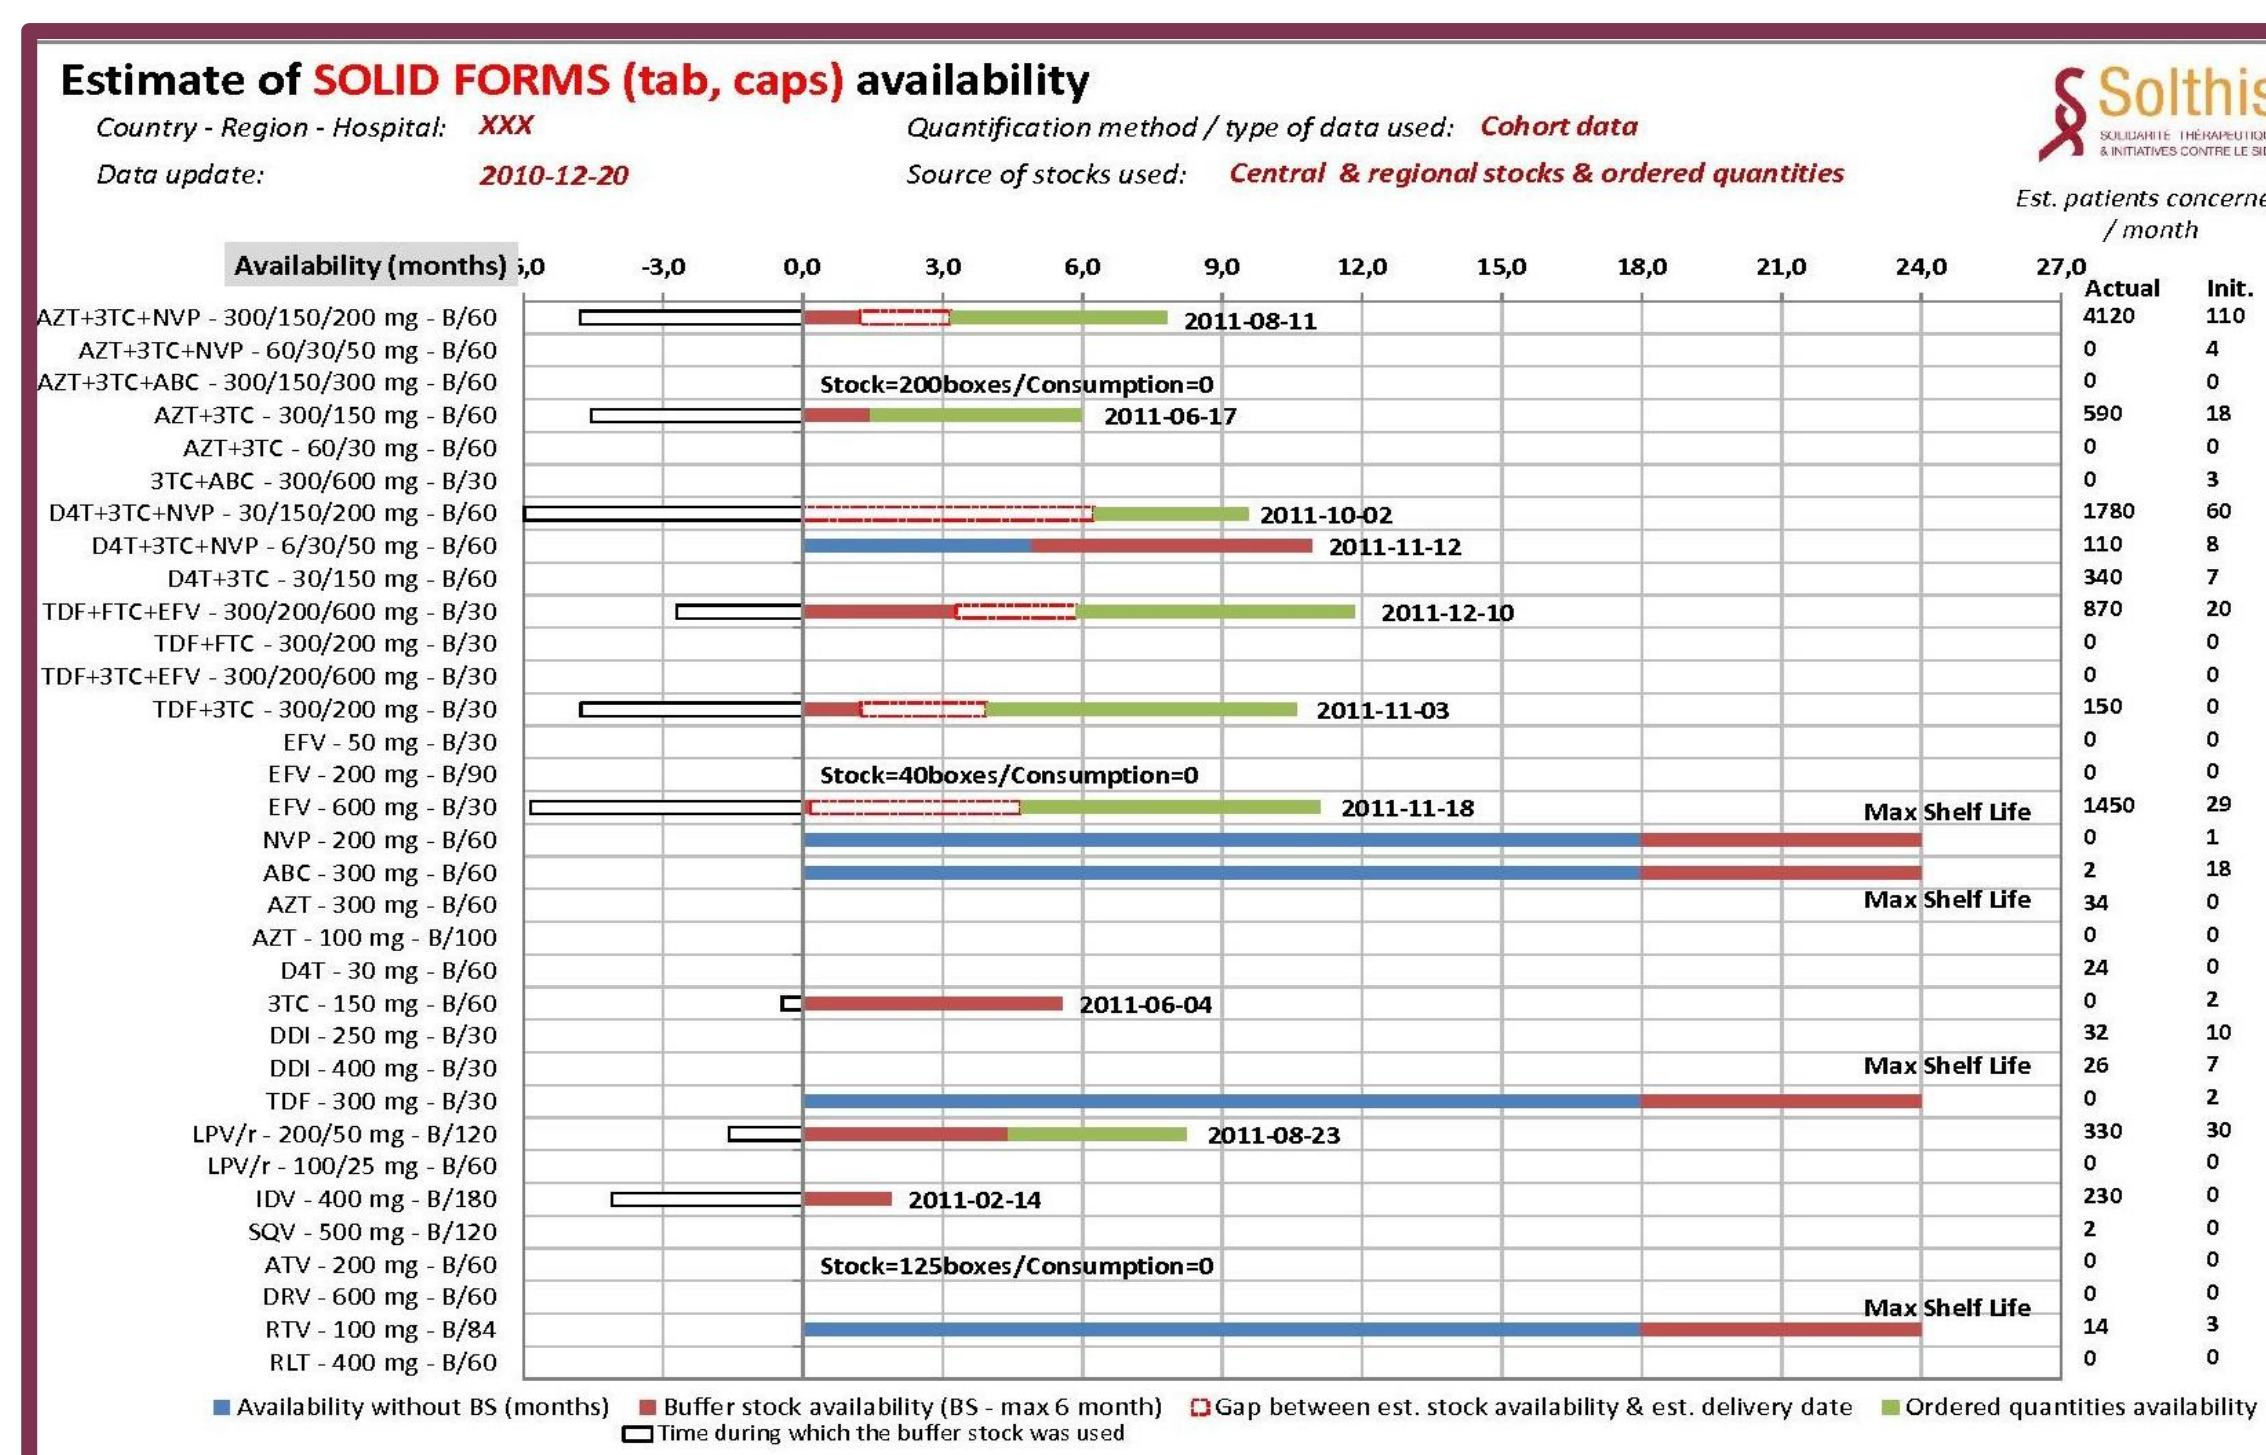 Estimate of SOLID FORMS (tab, caps) availability
Country - Region - Hospital: XXX
Quantification method / type of data used: Cohort data
Data update: 2010-12-20
Source of stocks used: Central & regional stocks & ordered quantities
Solthis
SOLIDARITÉ THÉRAPEUTIQU
& INITIATIVES CONTRE LE SID
Est. patients concerne
/ month
Availability (months) 5,0 -3,0 0,0 3,0 6,0 9,0 12,0 15,0 18,0 21,0 24,0 27,0
Actual Init.
AZT+3TC+NVP - 300/150/200 mg - B/60 2011-08-11 4120 110
AZT+3TC+NVP - 60/30/50 mg - B/60 0 4
AZT+3TC+ABC - 300/150/300 mg - B/60 Stock=200boxes/Consumption=0 0 0
AZT+3TC - 300/150 mg - B/60 2011-06-17 590 18
AZT+3TC - 60/30 mg - B/60 0 0
3TC+ABC - 300/600 mg - B/30 0 3
D4T+3TC+NVP - 30/150/200 mg - B/60 2011-10-02 1780 60
D4T+3TC+NVP - 6/30/50 mg - B/60 2011-11-12 110 8
D4T+3TC - 30/150 mg - B/60 340 7
TDF+FTC+EFV - 300/200/600 mg - B/30 2011-12-10 870 20
TDF+FTC - 300/200 mg - B/30 0 0
TDF+3TC+EFV - 300/200/600 mg - B/30 0 0
TDF+3TC - 300/200 mg - B/30 2011-11-03 150 0
EFV - 50 mg - B/30 0 0
EFV - 200 mg - B/90 Stock=40boxes/Consumption=0 0 0
EFV - 600 mg - B/30 2011-11-18 Max Shelf Life 1450 29
NVP - 200 mg - B/60 0 1
ABC - 300 mg - B/60 2 18
AZT - 300 mg - B/60 Max Shelf Life 34 0
AZT - 100 mg - B/100 0 0
D4T - 30 mg - B/60 24 0
3TC - 150 mg - B/60 2011-06-04 0 2
DDI - 250 mg - B/30 32 10
DDI - 400 mg - B/30 Max Shelf Life 26 7
TDF - 300 mg - B/30 0 2
LPV/r - 200/50 mg - B/120 2011-08-23 330 30
LPV/r - 100/25 mg - B/60 0 0
IDV - 400 mg - B/180 2011-02-14 230 0
SQV - 500 mg - B/120 2 0
ATV - 200 mg - B/60 Stock=125boxes/Consumption=0 0 0
DRV - 600 mg - B/60 Max Shelf Life 0 0
RTV - 100 mg - B/84 14 3
RLT - 400 mg - B/60 0 0
Availability without BS (months) Buffer stock availability (BS - max 6 month) Gap between est. stock availability & est. delivery date Ordered quantities availability
Time during which the buffer stock was used